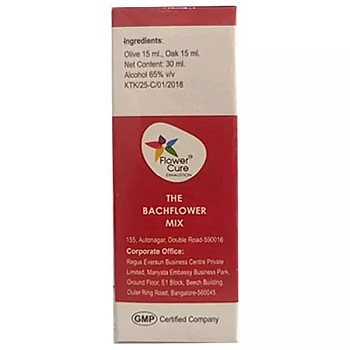 Ingredients:
Olive 15 ml., Oak 15 ml.
Net Content: 30 ml.
Alcohol 65% v/v
KTK/25-C/01/2018
Flower
Cure
EXHAUSTION
THE
BACHFLOWER
MIX
155, Autonagar, Double Road-590016
Corporate Office:
Regus Eversun Business Centre Private
Limited, Manysta Embassy Business Park,
Ground Floor, E1 Block, Beech Building,
Outer Ring Road, Bangalore-560045
GMP Certified Company